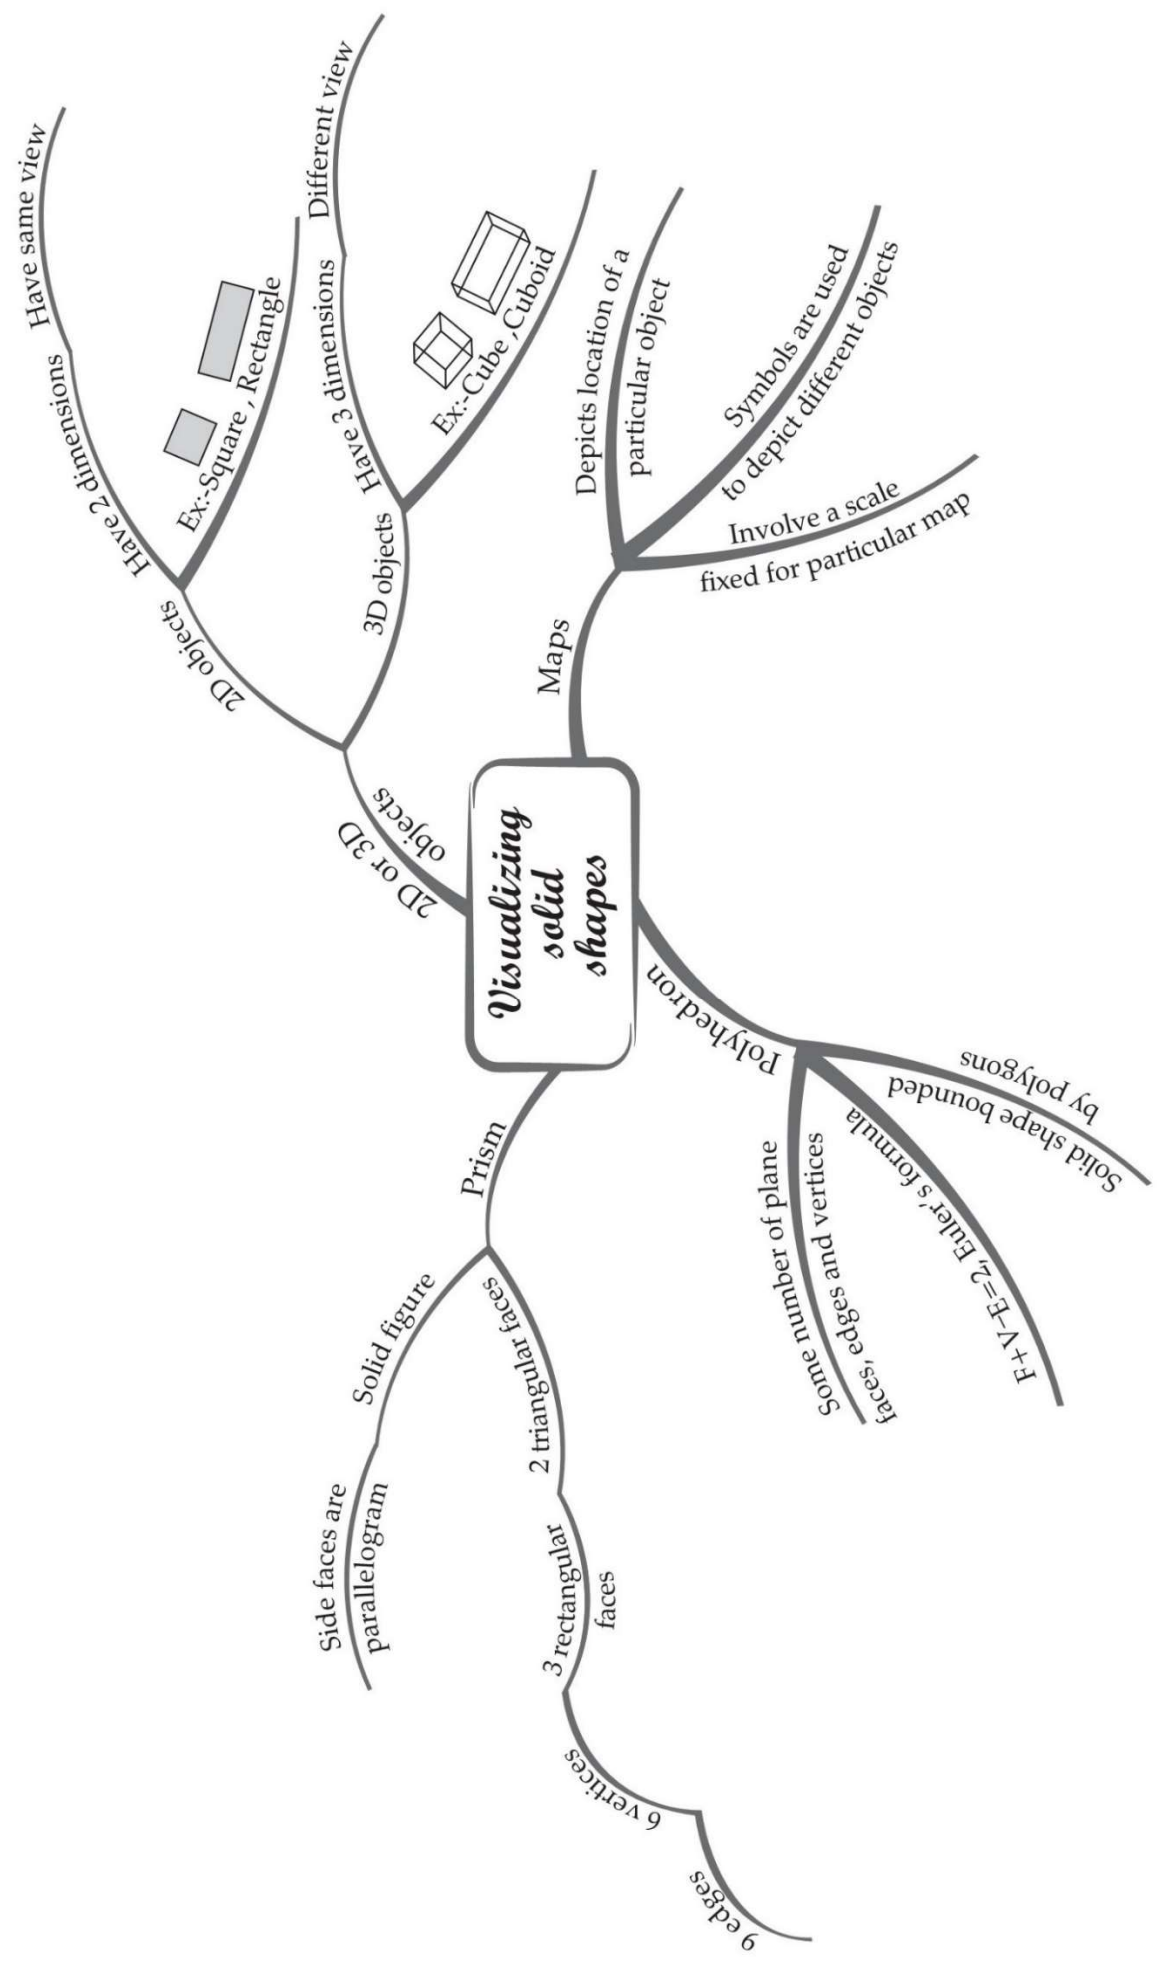 Visualizing
solid
shapes
2D or 3D
objects
2D objects
Have 2 dimensions
Have same view
Ex:-Square , Rectangle
3D objects
Have 3 dimensions
Different view
Ex:-Cube ,Cuboid
Maps
Depicts location of a
particular object
Symbols are used
to depict different objects
Involve a scale
fixed for particular map
Polyhedron
Solid shape bounded
by polygons
F+V–E=2, Euler's formula
Some number of plane
faces, edges and vertices
Prism
Solid figure
Side faces are
parallelogram
2 triangular faces
3 rectangular
faces
6 vertices
9 edges